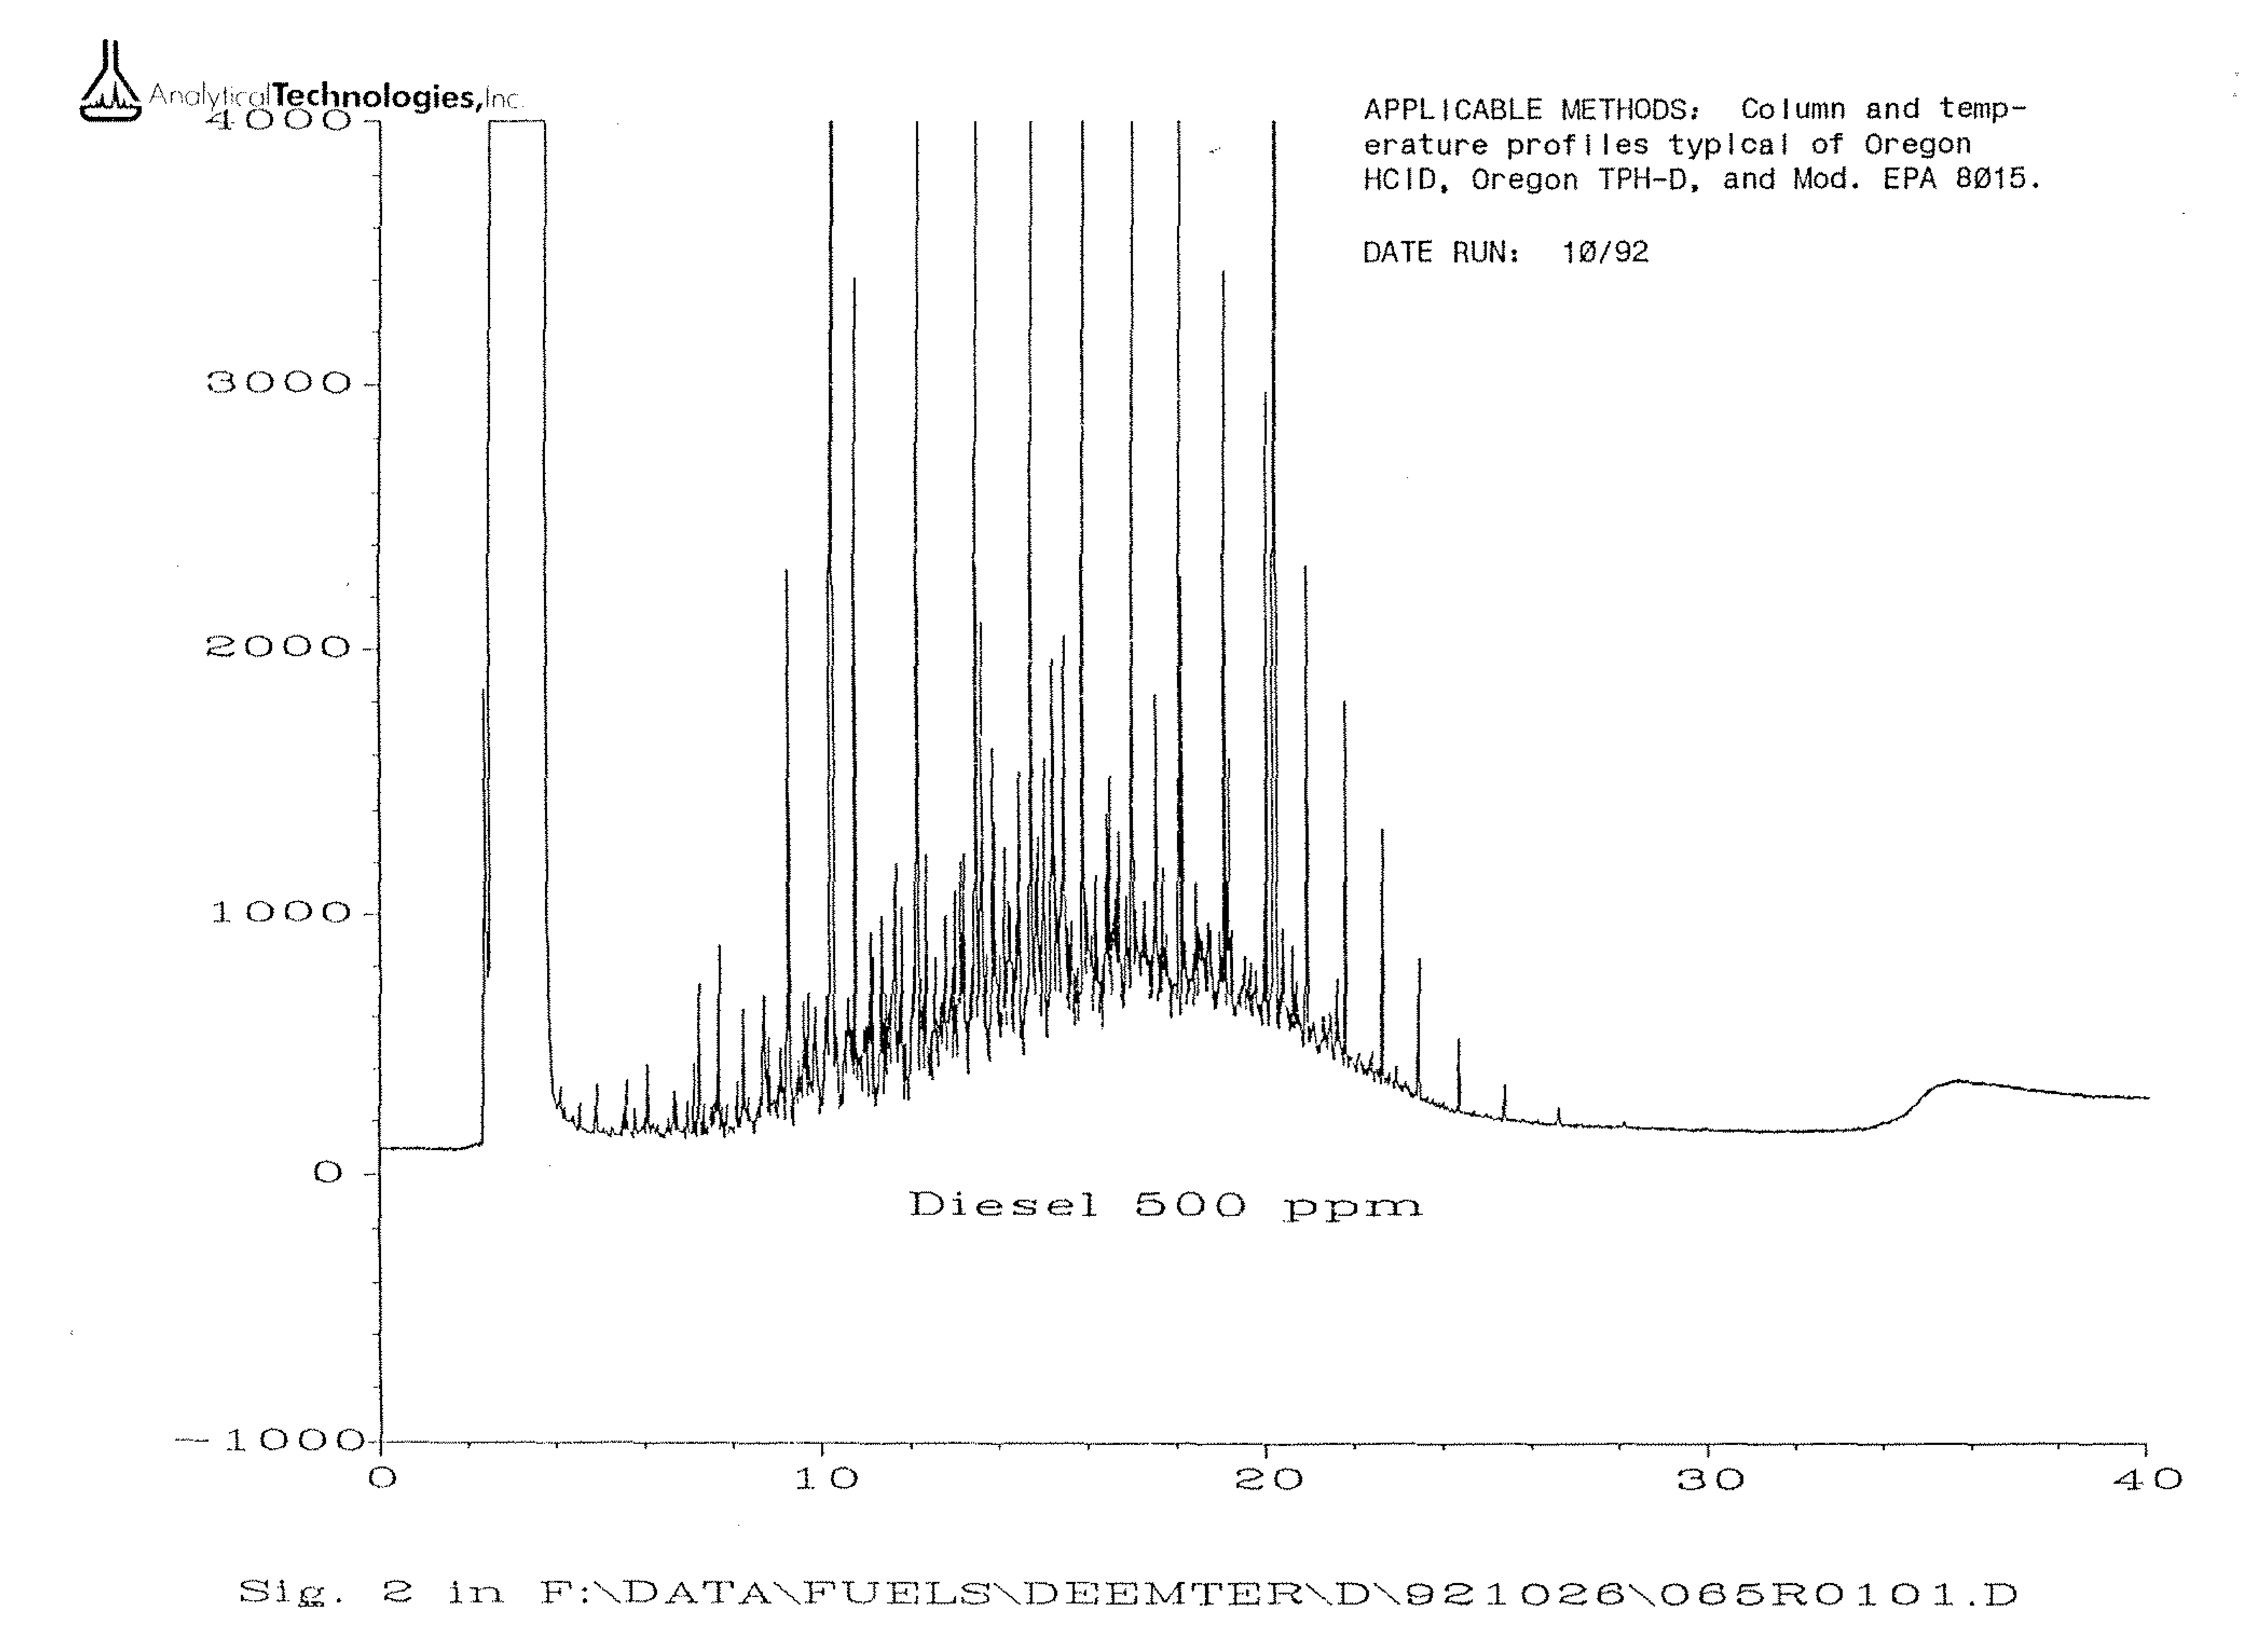 AnalyticalTechnologies,Inc.
APPLICABLE METHODS: Column and temp-
erature profiles typical of Oregon
HCID, Oregon TPH-D, and Mod. EPA 8Ø15.
DATE RUN: 1Ø/92
4000
3000
2000
1000
0
-1000
Diesel 500 ppm
0 10 20 30 40
Sig. 2 in F:\DATA\FUELS\DEEMTER\D\921026\065R0101.D